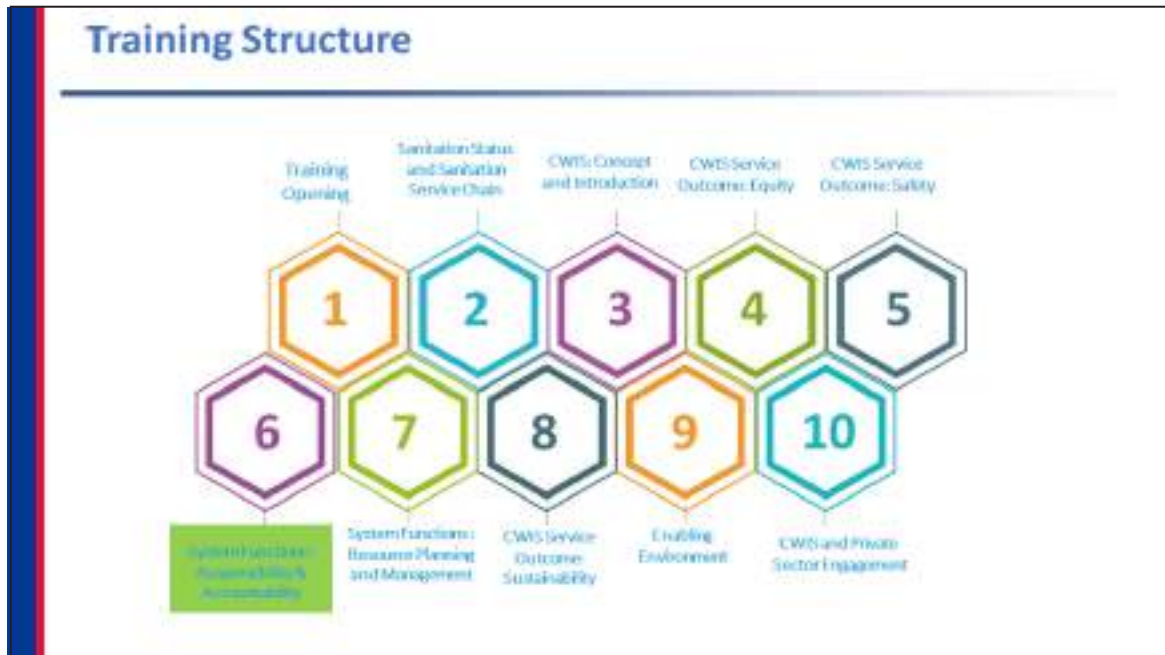 Training Structure
Training
Opening
Sanitation Status
and Sanitation
Service Chain
CWIS: Concept
and Introduction
CWIS Service
Outcome: Equity
CWIS Service
Outcome: Safety
1
2
3
4
5
6
7
8
9
10
System Functions :
Responsibility &
Accountability
System Functions :
Resource Planning
and Management
CWIS Service
Outcome:
Sustainability
Enabling
Environment
CWIS and Private
Sector Engagement